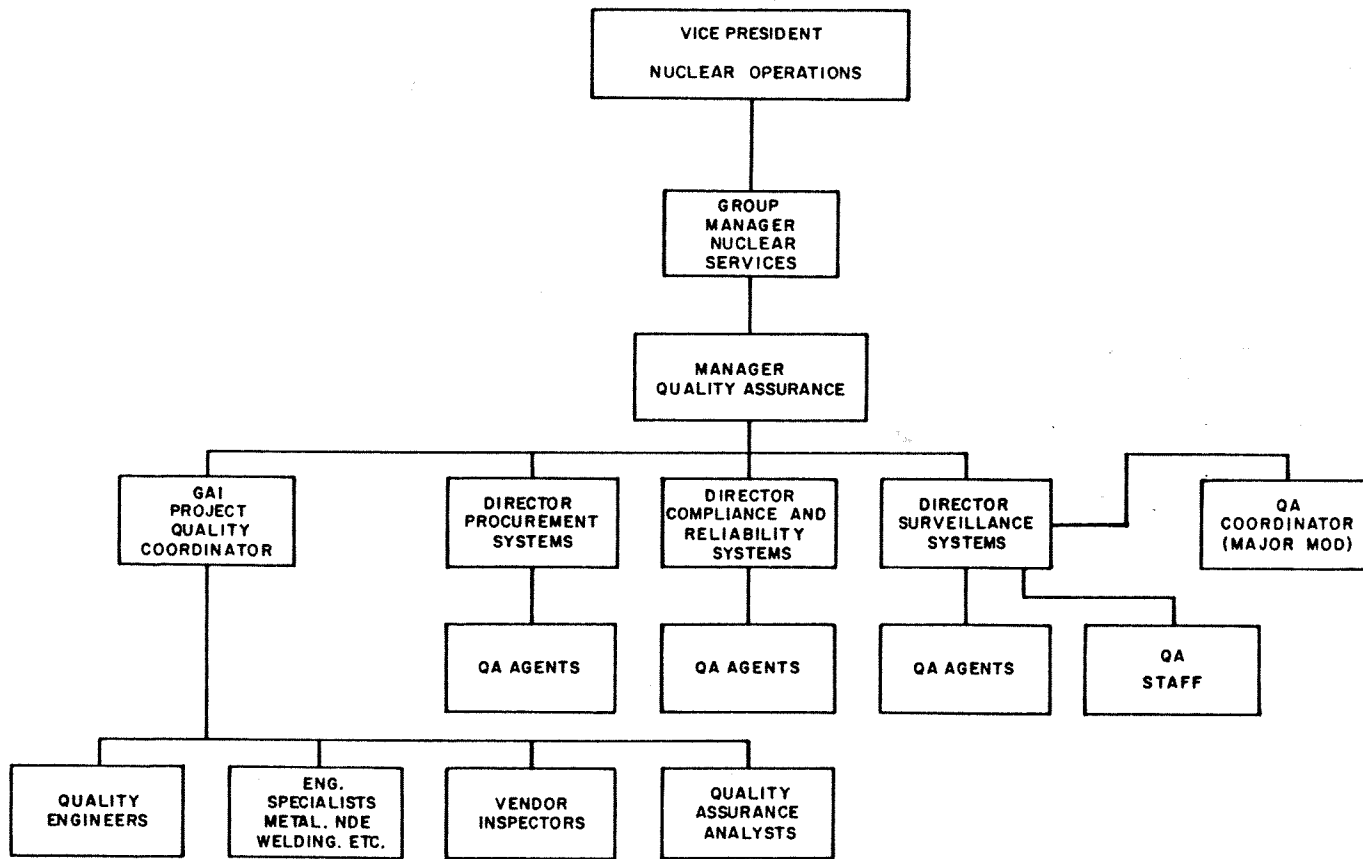 VICE PRESIDENT
NUCLEAR OPERATIONS
GROUP
MANAGER
NUCLEAR
SERVICES
MANAGER
QUALITY ASSURANCE
GAI
PROJECT
QUALITY
COORDINATOR
DIRECTOR
PROCUREMENT
SYSTEMS
DIRECTOR
COMPLIANCE AND
RELIABILITY
SYSTEMS
DIRECTOR
SURVEILLANCE
SYSTEMS
QA
COORDINATOR
(MAJOR MOD)
QA AGENTS
QA AGENTS
QA AGENTS
QA
STAFF
QUALITY
ENGINEERS
ENG.
SPECIALISTS
METAL. NDE
WELDING. ETC.
VENDOR
INSPECTORS
QUALITY
ASSURANCE
ANALYSTS